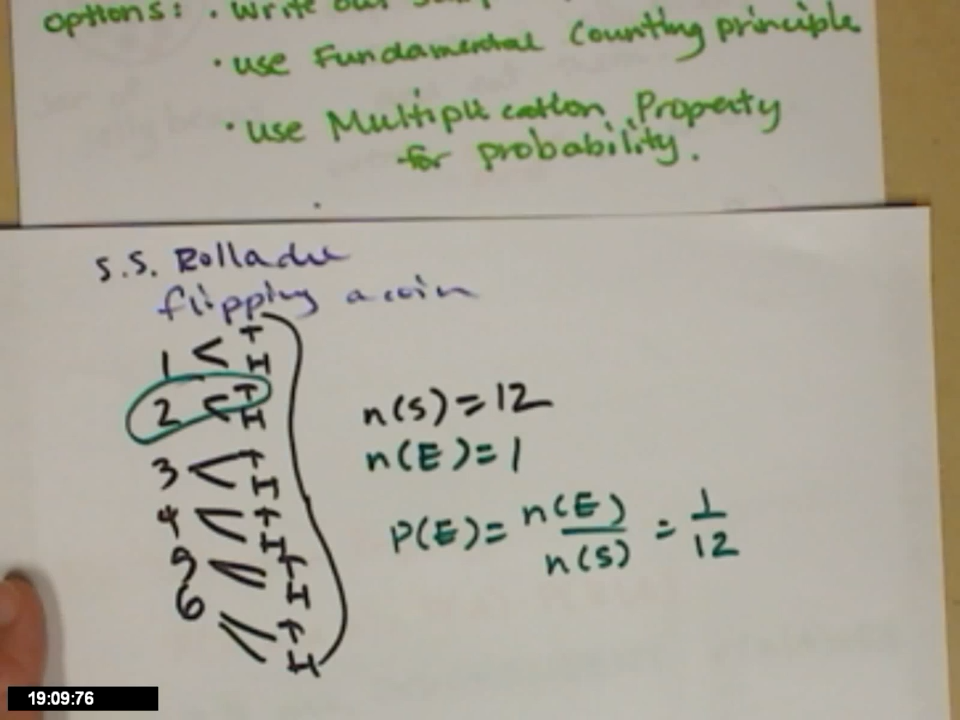 options: . Write out
· use Fundamental Counting principle
· use Multiplication Property
for probability.
S.S. Roll a die
flipping a coin
1 < T
H
2 < T
H
3 < T
H
4 < T
H
5 < T
H
6 < T
H
n(S) = 12
n(E) = 1
P(E) = n(E) / n(S) = 1 / 12
19:09:76